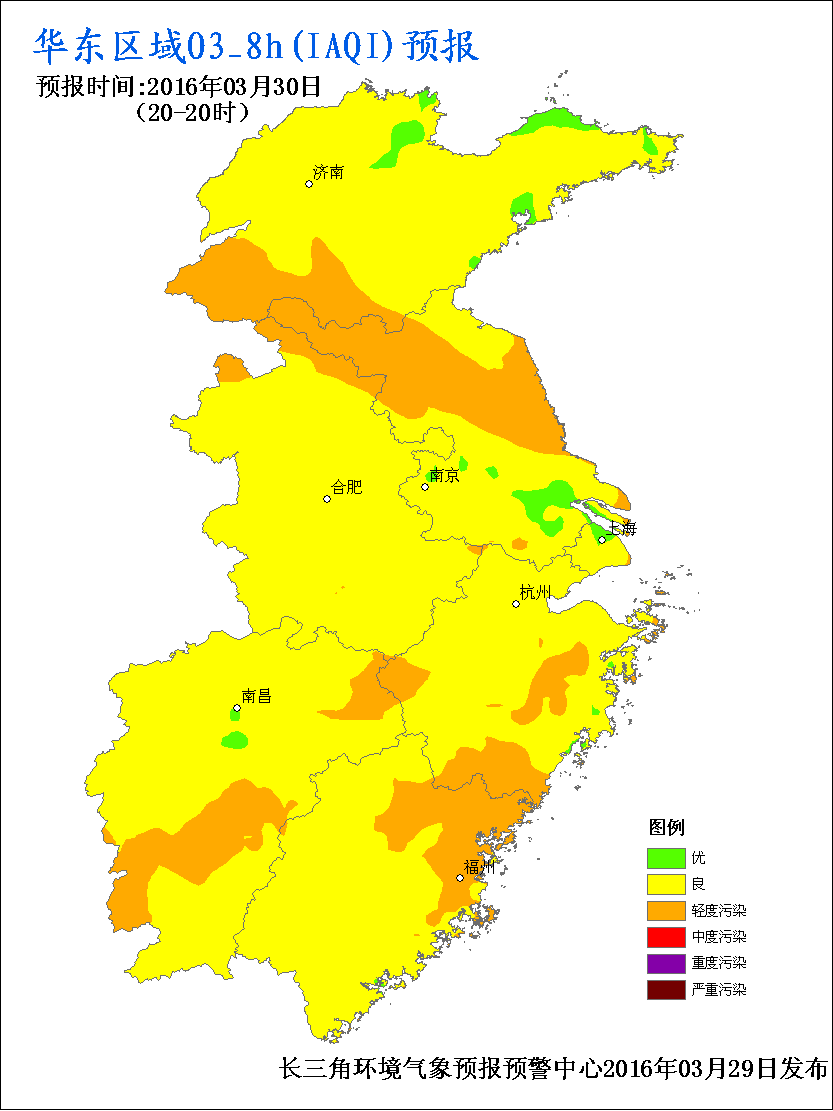 华东区域O3_8h(IAQI)预报
预报时间:2016年03月30日
(20-20时)
济南
南京
合肥
上海
杭州
南昌
福州
图例
优
良
轻度污染
中度污染
重度污染
严重污染
长三角环境气象预报预警中心2016年03月29日发布